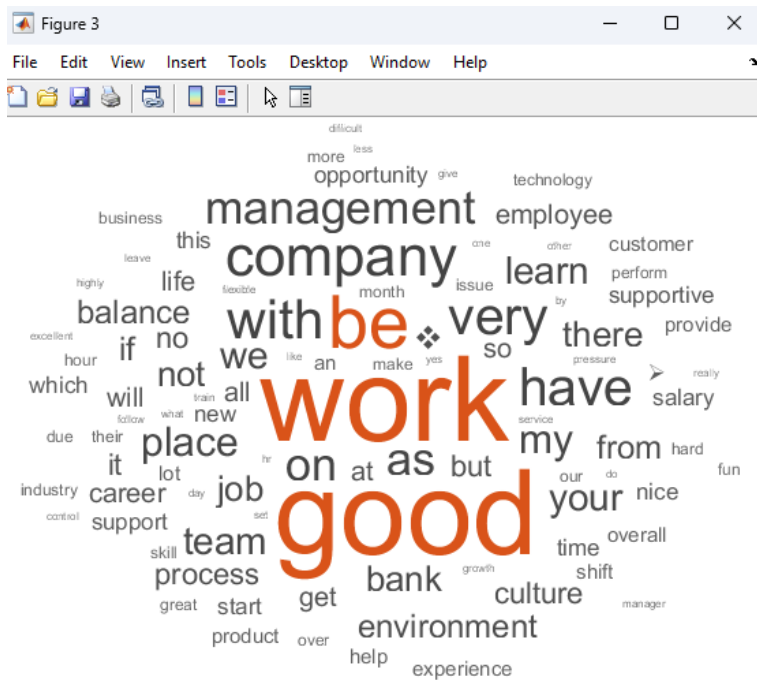 Figure 3
File Edit View Insert Tools Desktop Window Help
difficult
more less
opportunity give
technology
management employee
business
this company one other customer
leave learn perform
highly life flexible month issue supportive
balance with be very by
excellent if no there provide
hour we like an make yes so pressure really
which not all work have salary
will train
follow what new service
due their place my from hard
it lot hr on at as but our do fun
industry career day job your nice
control support set good
skill team time overall
process bank growth shift
great start get culture manager
product over environment
help experience